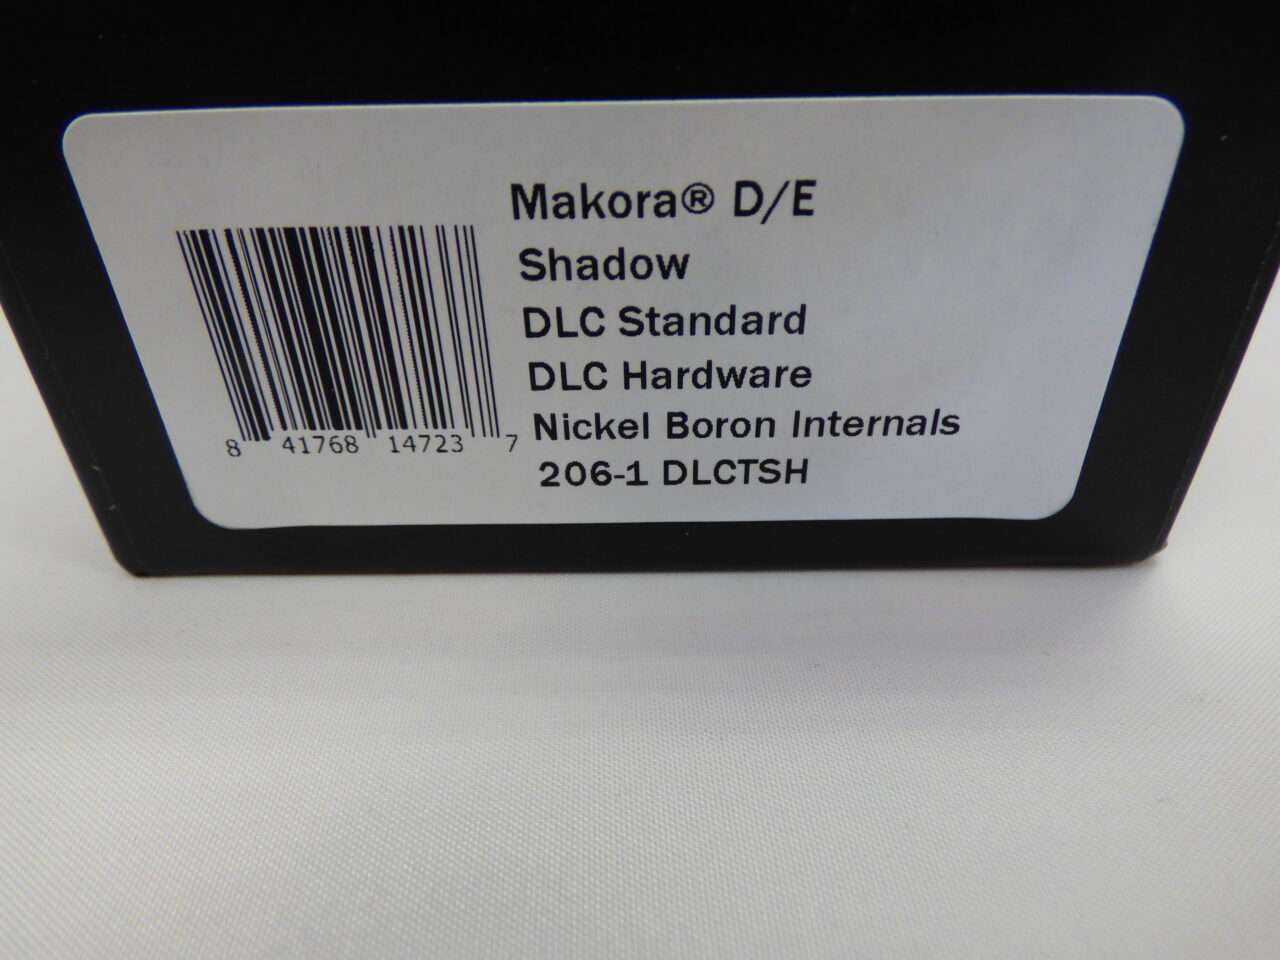 Makora® D/E
Shadow
DLC Standard
DLC Hardware
Nickel Boron Internals
206-1 DLCTSH
8 41768 14723 7